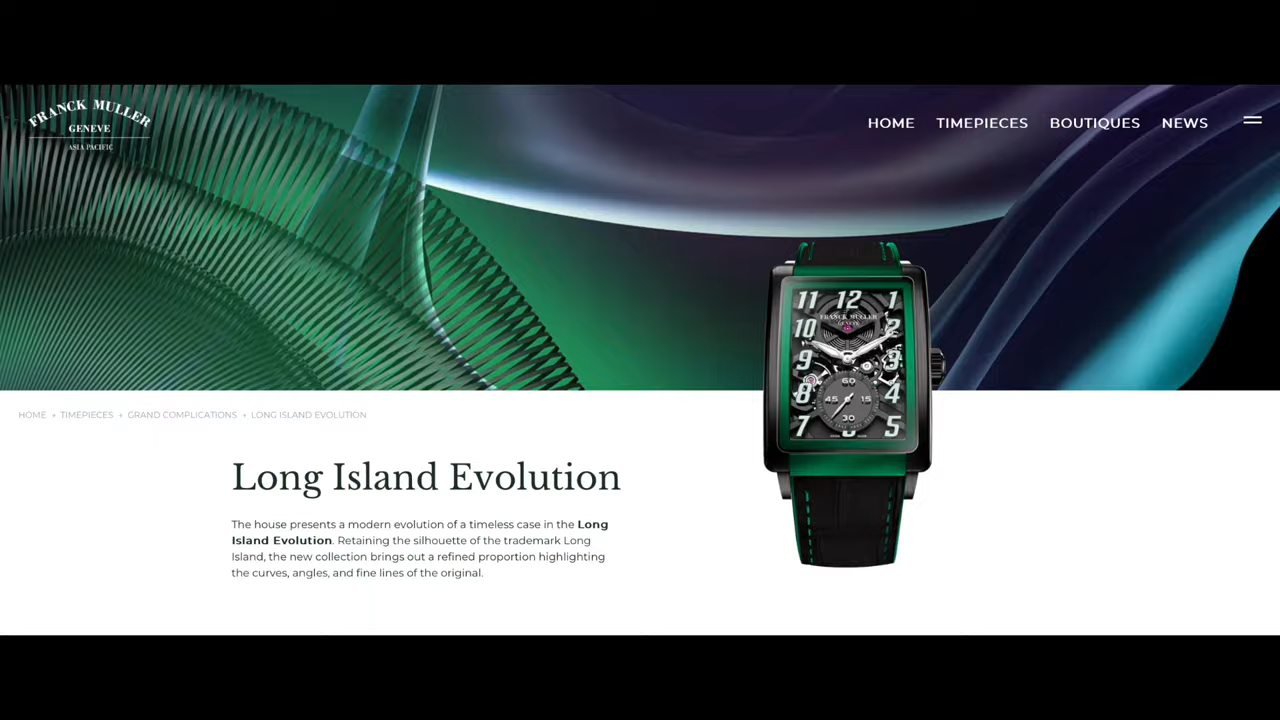 FRANCK MULLER
GENEVE
ASIA PACIFIC
HOME TIMEPIECES BOUTIQUES NEWS
11 12 1
FRANCK MULLER
GENEVE
10 2
9 3
8 4
60
45 15
30
7 6 5
HOME + TIMEPIECES + GRAND COMPLICATIONS + LONG ISLAND EVOLUTION
Long Island Evolution
The house presents a modern evolution of a timeless case in the Long
Island Evolution. Retaining the silhouette of the trademark Long
Island, the new collection brings out a refined proportion highlighting
the curves, angles, and fine lines of the original.